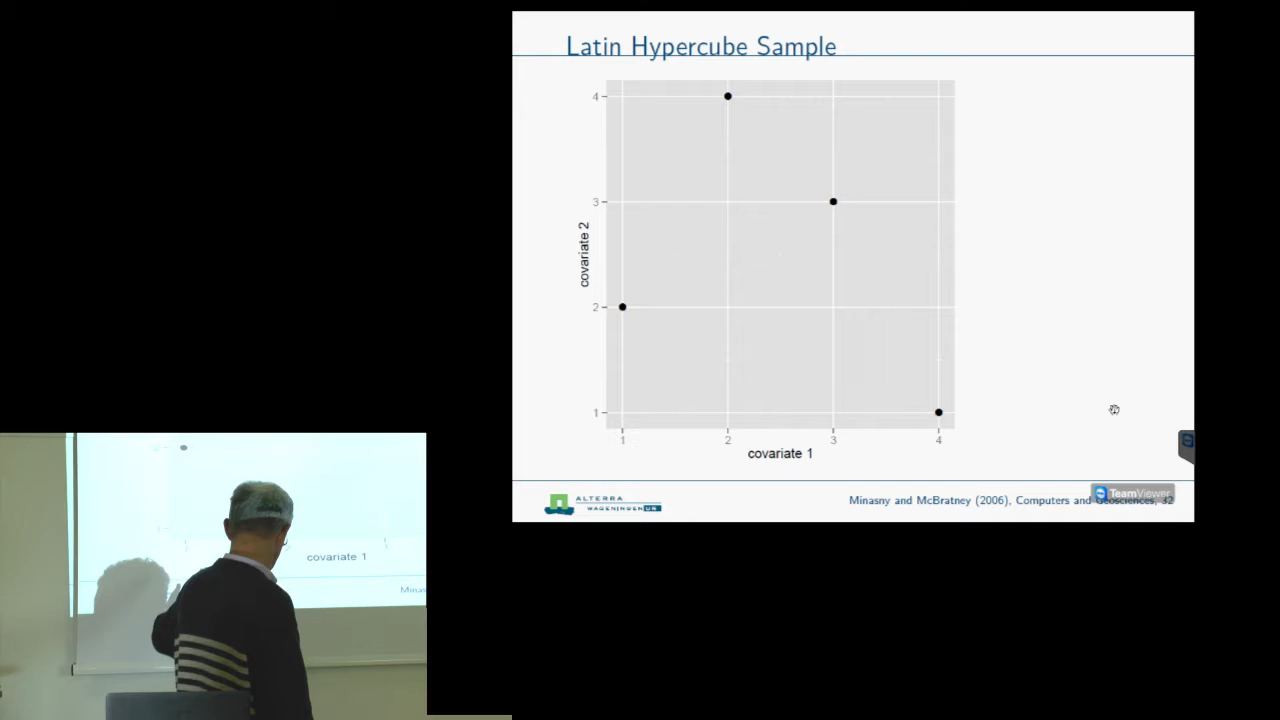 Latin Hypercube Sample
4
3
covariate 2
2
1
1 2 3 4
covariate 1
ALTERRA
WAGENINGEN UR
Minasny and McBratney (2006), Computers and Geosciences, 32
TeamViewer
covariate 1
Minas